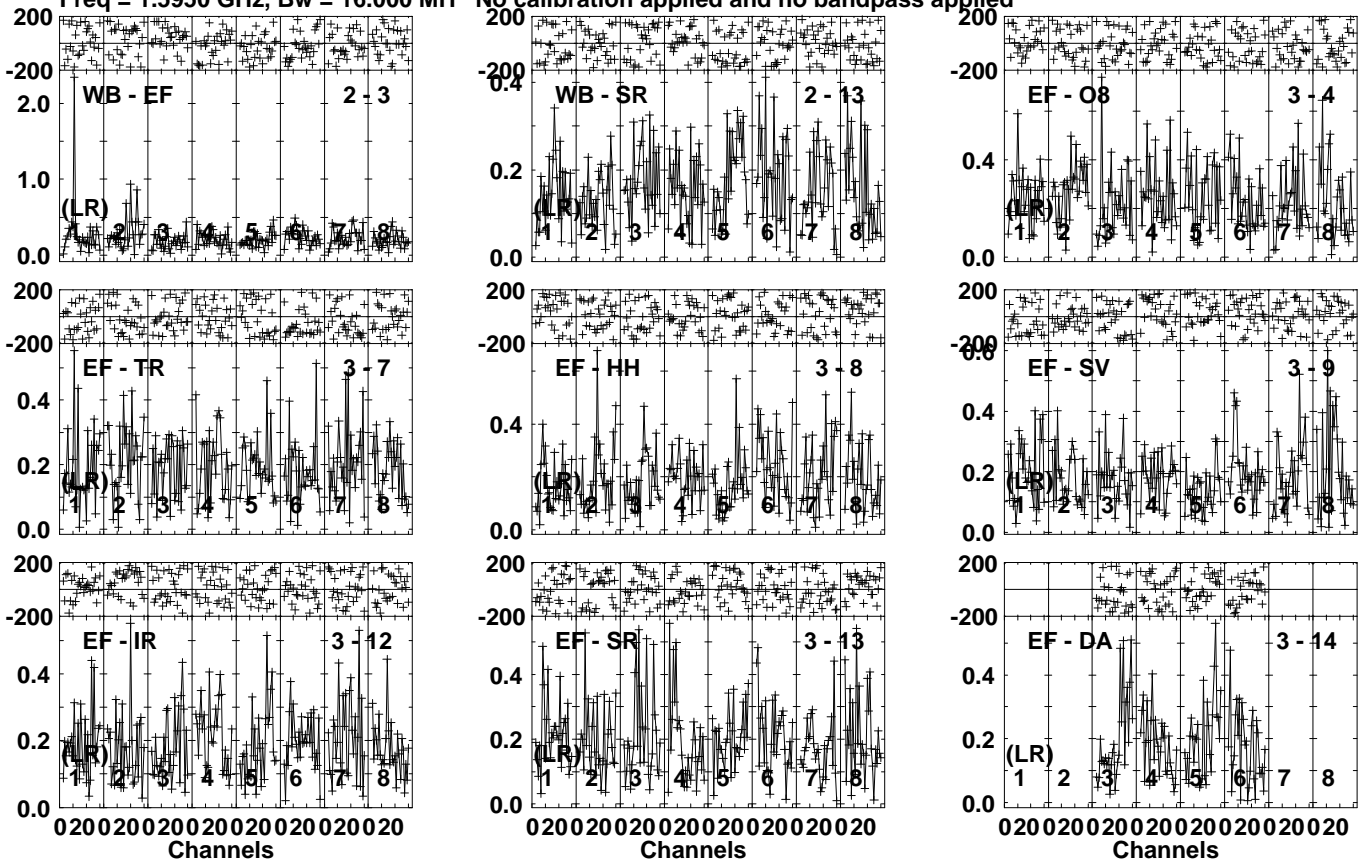 Freq = 1.5950 GHz, Bw = 16.000 MH No calibration applied and no bandpass applied
200
-200
WB - EF 2 - 3
2.0
1.0
0.0
(LR)
1 2 3 4 5 6 7 8
200
-200
0.4
WB - SR 2 - 13
0.2
0.0
(LR)
1 2 3 4 5 6 7 8
200
-200
EF - O8 3 - 4
0.4
0.0
(LR)
1 2 3 4 5 6 7 8
200
-200
EF - TR 3 - 7
0.4
0.2
0.0
(LR)
1 2 3 4 5 6 7 8
200
-200
EF - HH 3 - 8
0.4
0.0
(LR)
1 2 3 4 5 6 7 8
200
-200
0.6
EF - SV 3 - 9
0.4
0.2
0.0
(LR)
1 2 3 4 5 6 7 8
200
-200
EF - IR 3 - 12
0.4
0.2
0.0
(LR)
1 2 3 4 5 6 7 8
0 20 0 20 0 20 0 20 0 20 0 20 0 20 0 20
Channels
200
-200
EF - SR 3 - 13
0.4
0.2
0.0
(LR)
1 2 3 4 5 6 7 8
0 20 0 20 0 20 0 20 0 20 0 20 0 20 0 20
Channels
200
-200
EF - DA 3 - 14
0.4
0.2
0.0
(LR)
1 2 3 4 5 6 7 8
0 20 0 20 0 20 0 20 0 20 0 20 0 20 0 20
Channels